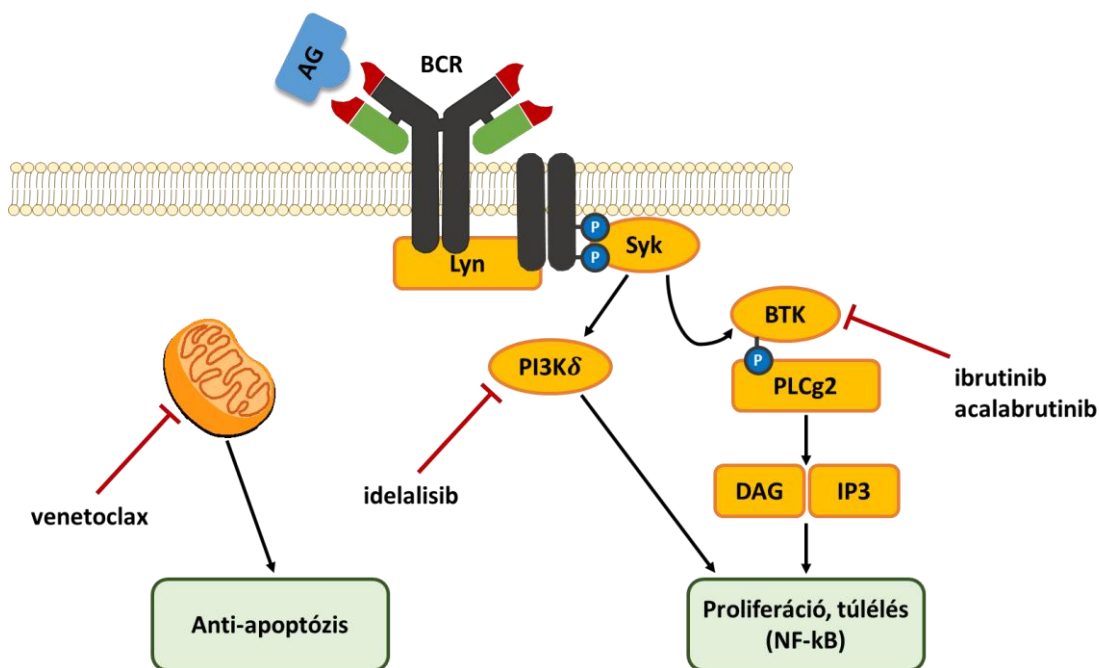 AG
BCR
P
Syk
P
Lyn
BTK
P
PI3Kδ
PLCg2
ibrutinib
acalabrutinib
DAG
IP3
idelalisib
venetoclax
Anti-apoptózis
Proliferáció, túlélés
(NF-kB)